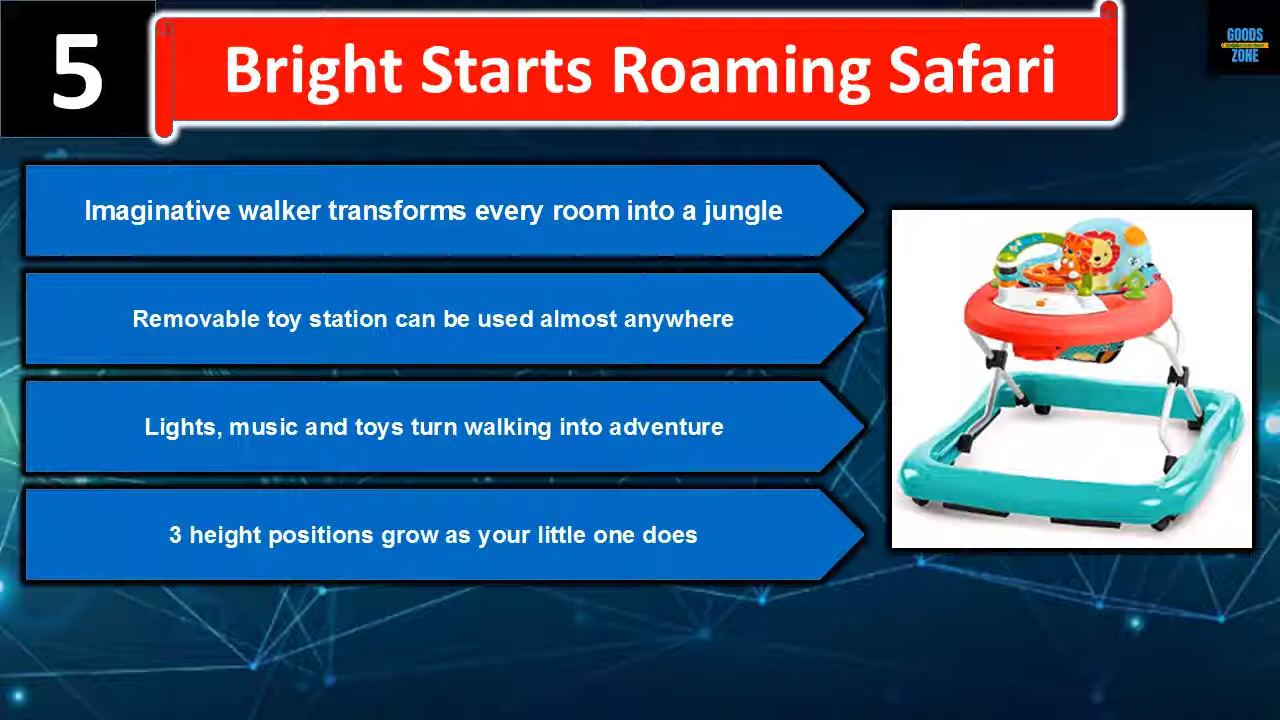 5
Bright Starts Roaming Safari
GOODS
ZONE
Imaginative walker transforms every room into a jungle
Removable toy station can be used almost anywhere
Lights, music and toys turn walking into adventure
3 height positions grow as your little one does